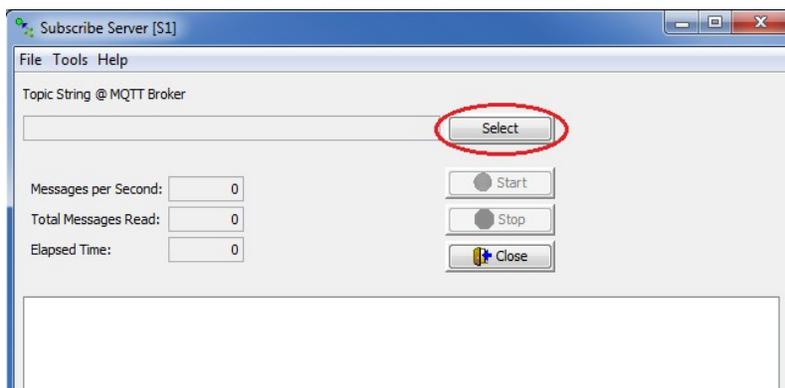 Subscribe Server [S1]
File Tools Help
Topic String @ MQTT Broker
Select
Messages per Second: 0
Start
Total Messages Read: 0
Stop
Elapsed Time: 0
Close